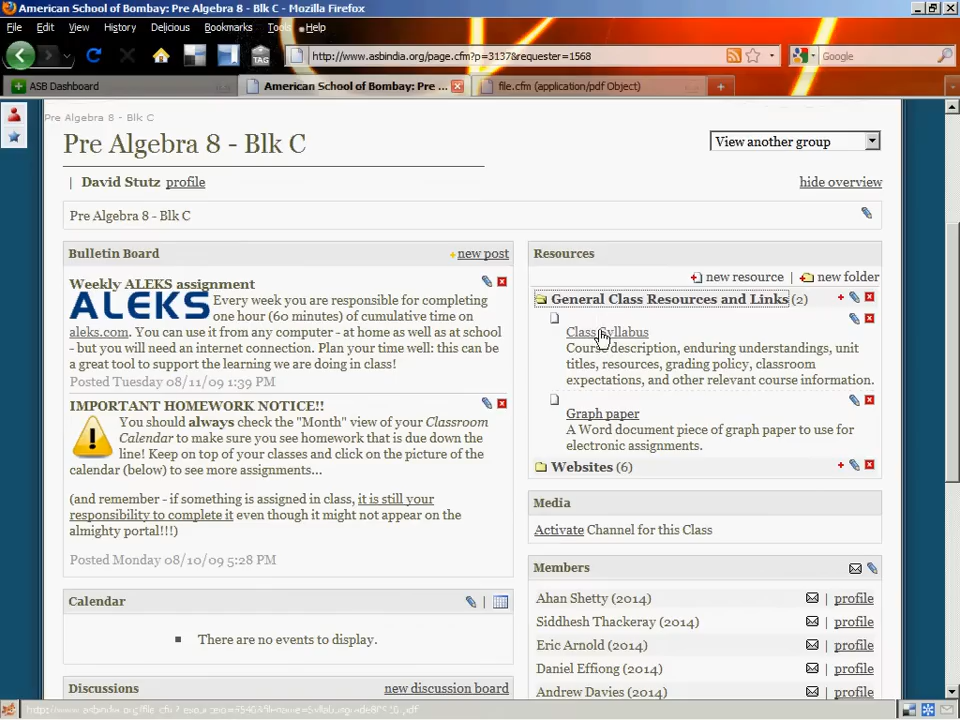 American School of Bombay: Pre Algebra 8 - Blk C - Mozilla Firefox
File Edit View History Delicious Bookmarks Tools Help
TAG http://www.asbindia.org/page.cfm?p=3137&requester=1568 Google
ASB Dashboard American School of Bombay: Pre ... file.cfm (application/pdf Object)
Pre Algebra 8 - Blk C
Pre Algebra 8 - Blk C
View another group
| David Stutz profile
hide overview
Pre Algebra 8 - Blk C
Bulletin Board
new post
Weekly ALEKS assignment
ALEKS
Every week you are responsible for completing
one hour (60 minutes) of cumulative time on
aleks.com. You can use it from any computer - at home as well as at school
- but you will need an internet connection. Plan your time well: this can be
a great tool to support the learning we are doing in class!
Posted Tuesday 08/11/09 1:39 PM
IMPORTANT HOMEWORK NOTICE!!
You should always check the "Month" view of your Classroom
Calendar to make sure you see homework that is due down the
line! Keep on top of your classes and click on the picture of the
calendar (below) to see more assignments...
(and remember - if something is assigned in class, it is still your
responsibility to complete it even though it might not appear on the
almighty portal!!!)
Posted Monday 08/10/09 5:28 PM
Calendar
There are no events to display.
Discussions
new discussion board
Resources
new resource | new folder
General Class Resources and Links (2)
Class Syllabus
Course description, enduring understandings, unit
titles, resources, grading policy, classroom
expectations, and other relevant course information.
Graph paper
A Word document piece of graph paper to use for
electronic assignments.
Websites (6)
Media
Activate Channel for this Class
Members
Ahan Shetty (2014) | profile
Siddhesh Thackeray (2014) | profile
Eric Arnold (2014) | profile
Daniel Effiong (2014) | profile
Andrew Davies (2014) | profile